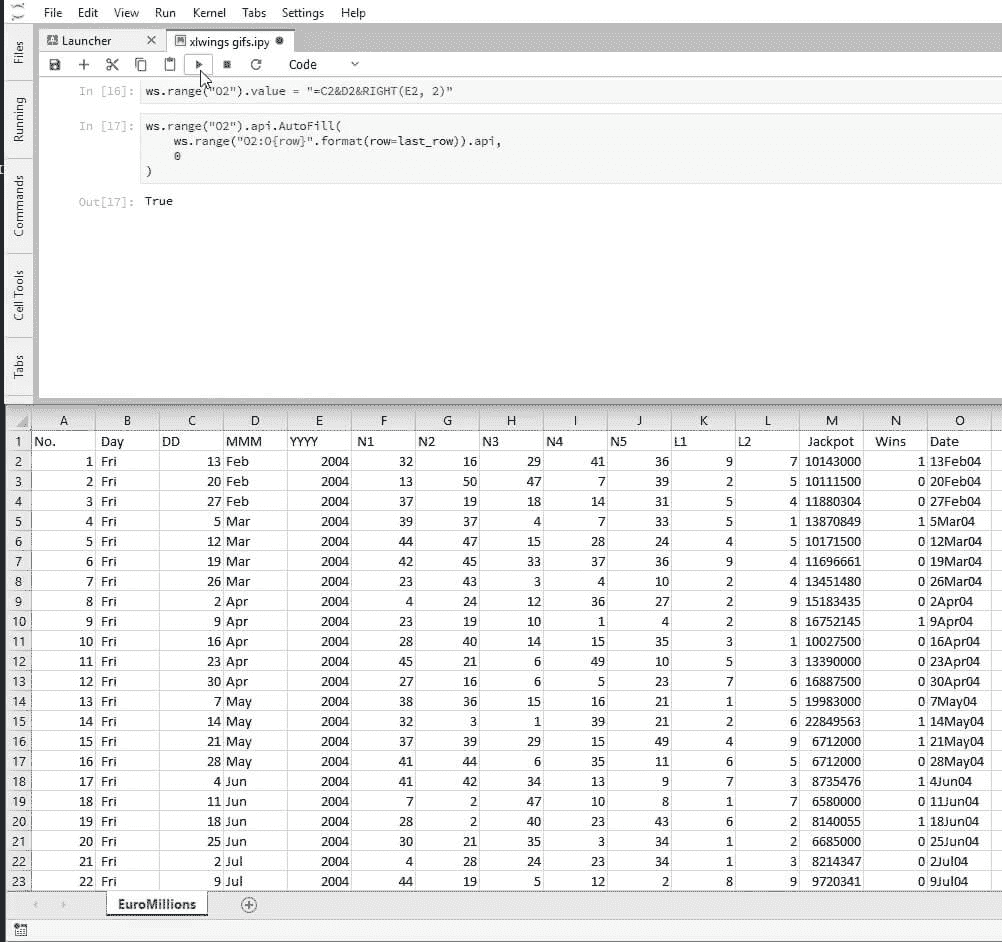 File Edit View Run Kernel Tabs Settings Help
Launcher xlwings gifs.ipy
Code
Files
Running
Commands
Cell Tools
Tabs
In [16]: ws.range("O2").value = "=C2&D2&RIGHT(E2, 2)"
In [17]: ws.range("O2").api.AutoFill(
ws.range("O2:O{row}".format(row=last_row)).api,
0
)
Out[17]: True
A B C D E F G H I J K L M N O
1 No. Day DD MMM YYYY N1 N2 N3 N4 N5 L1 L2 Jackpot Wins Date
2 1 Fri 13 Feb 2004 32 16 29 41 36 9 7 10143000 1 13Feb04
3 2 Fri 20 Feb 2004 13 50 47 7 39 2 5 10111500 0 20Feb04
4 3 Fri 27 Feb 2004 37 19 18 14 31 5 4 11880304 0 27Feb04
5 4 Fri 5 Mar 2004 39 37 4 7 33 5 1 13870849 1 5Mar04
6 5 Fri 12 Mar 2004 44 47 15 28 24 4 5 10171500 0 12Mar04
7 6 Fri 19 Mar 2004 42 45 33 37 36 9 4 11696661 0 19Mar04
8 7 Fri 26 Mar 2004 23 43 3 4 10 2 4 13451480 0 26Mar04
9 8 Fri 2 Apr 2004 4 24 12 36 27 2 9 15183435 0 2Apr04
10 9 Fri 9 Apr 2004 23 19 10 1 4 2 8 16752145 1 9Apr04
11 10 Fri 16 Apr 2004 28 40 14 15 35 3 1 10027500 0 16Apr04
12 11 Fri 23 Apr 2004 45 21 6 49 10 5 3 13390000 0 23Apr04
13 12 Fri 30 Apr 2004 27 16 6 5 23 7 6 16887500 0 30Apr04
14 13 Fri 7 May 2004 38 36 15 16 21 1 5 19983000 0 7May04
15 14 Fri 14 May 2004 32 3 1 39 21 2 6 22849563 1 14May04
16 15 Fri 21 May 2004 37 39 29 15 49 4 9 6712000 1 21May04
17 16 Fri 28 May 2004 41 44 6 35 11 6 5 6712000 0 28May04
18 17 Fri 4 Jun 2004 41 42 34 13 9 7 3 8735476 1 4Jun04
19 18 Fri 11 Jun 2004 7 2 47 10 8 1 7 6580000 0 11Jun04
20 19 Fri 18 Jun 2004 28 2 40 23 43 6 2 8140055 1 18Jun04
21 20 Fri 25 Jun 2004 30 21 35 3 34 1 2 6685000 0 25Jun04
22 21 Fri 2 Jul 2004 4 28 24 23 34 1 3 8214347 0 2Jul04
23 22 Fri 9 Jul 2004 44 19 5 12 2 8 9 9720341 0 9Jul04
EuroMillions